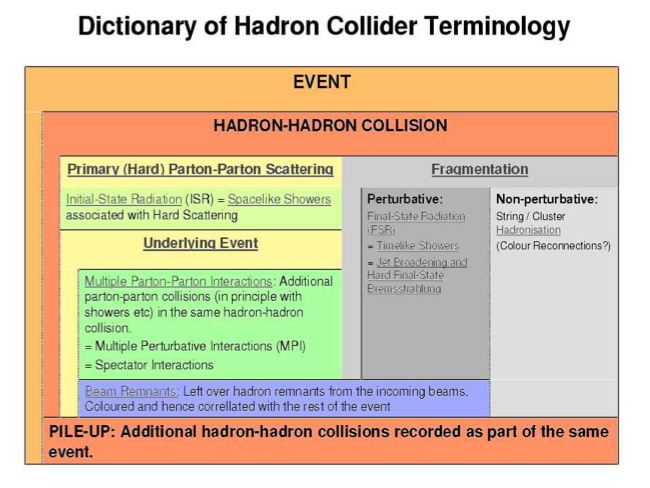 Dictionary of Hadron Collider Terminology
EVENT
HADRON-HADRON COLLISION
Primary (Hard) Parton-Parton Scattering
Initial-State Radiation (ISR) = Spacelike Showers
associated with Hard Scattering
Underlying Event
Multiple Parton-Parton Interactions: Additional
parton-parton collisions (in principle with
showers etc) in the same hadron-hadron
collision.
= Multiple Perturbative Interactions (MPI)
= Spectator Interactions
Fragmentation
Perturbative:
Final-State Radiation
(FSR)
= Timelike Showers
= Jet Broadening and
Hard Final-State
Bremsstrahlung
Non-perturbative:
String / Cluster
Hadronisation
(Colour Reconnections?)
Beam Remnants: Left over hadron remnants from the incoming beams.
Coloured and hence correllated with the rest of the event
PILE-UP: Additional hadron-hadron collisions recorded as part of the same
event.